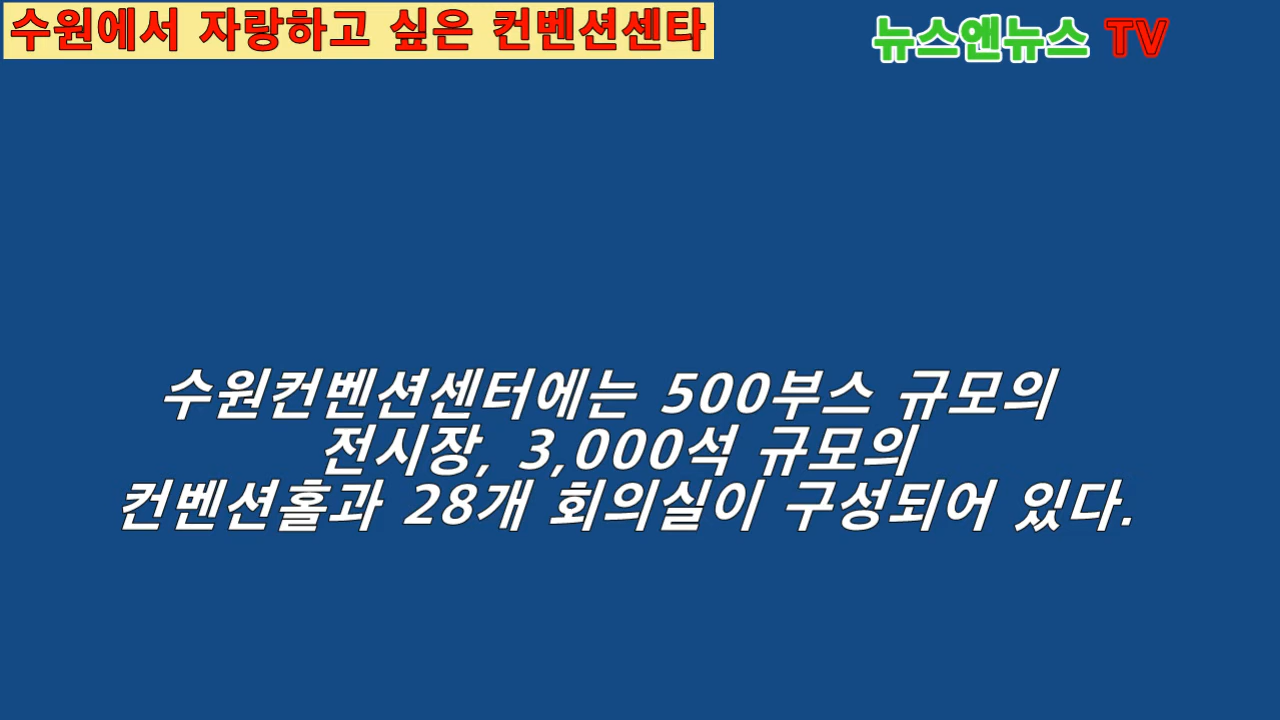 수원에서 자랑하고 싶은 컨벤션센타
뉴스앤뉴스 TV
수원컨벤션센터에는 500부스 규모의
전시장, 3,000석 규모의
컨벤션홀과 28개 회의실이 구성되어 있다.